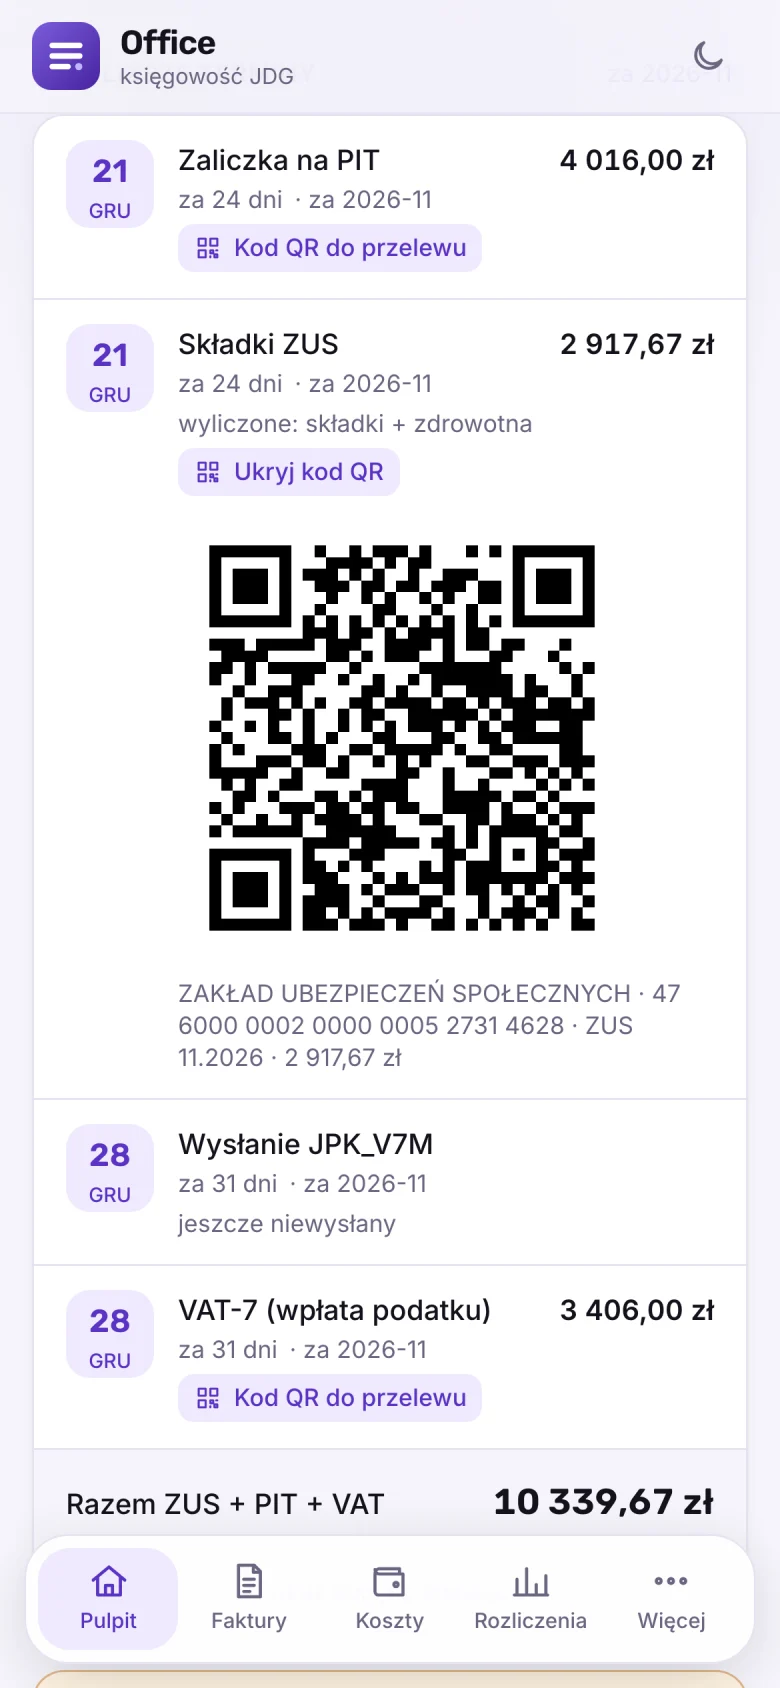 Office
księgowość JDG
za 2026-11
21
GRU
Zaliczka na PIT
4 016,00 zł
za 24 dni · za 2026-11
Kod QR do przelewu
21
GRU
Składki ZUS
2 917,67 zł
za 24 dni · za 2026-11
wyliczone: składki + zdrowotna
Ukryj kod QR
ZAKŁAD UBEZPIECZEŃ SPOŁECZNYCH · 47
6000 0002 0000 0005 2731 4628 · ZUS
11.2026 · 2 917,67 zł
28
GRU
Wysłanie JPK_V7M
za 31 dni · za 2026-11
jeszcze niewysłany
28
GRU
VAT-7 (wpłata podatku)
3 406,00 zł
za 31 dni · za 2026-11
Kod QR do przelewu
Razem ZUS + PIT + VAT
10 339,67 zł
Pulpit
Faktury
Koszty
Rozliczenia
Więcej